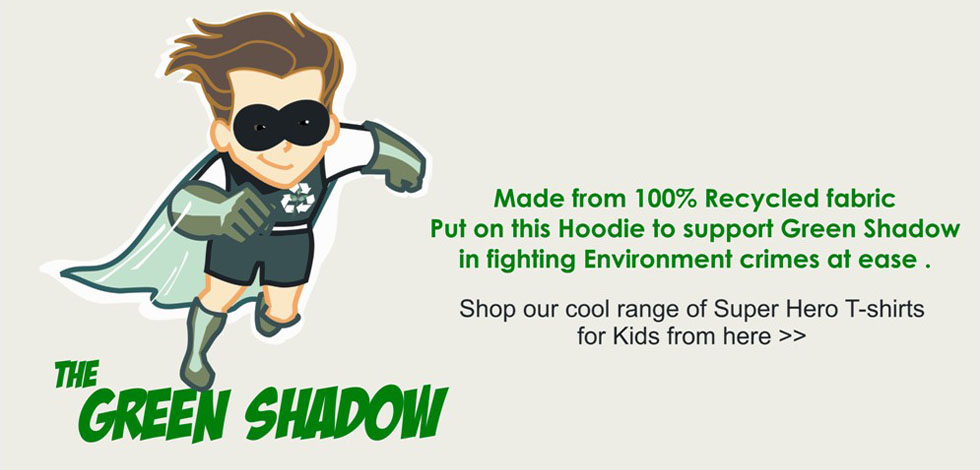 Made from 100% Recycled fabric
Put on this Hoodie to support Green Shadow
in fighting Environment crimes at ease .
Shop our cool range of Super Hero T-shirts
for Kids from here >>
THE
GREEN SHADOW